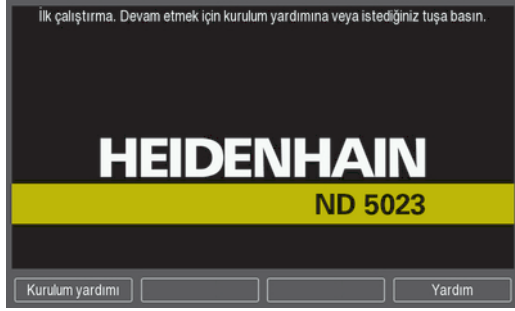 İlk çalıştırma. Devam etmek için kurulum yardımına veya istediğiniz tuşa basın.
HEIDENHAIN
ND 5023
Kurulum yardımı
Yardım